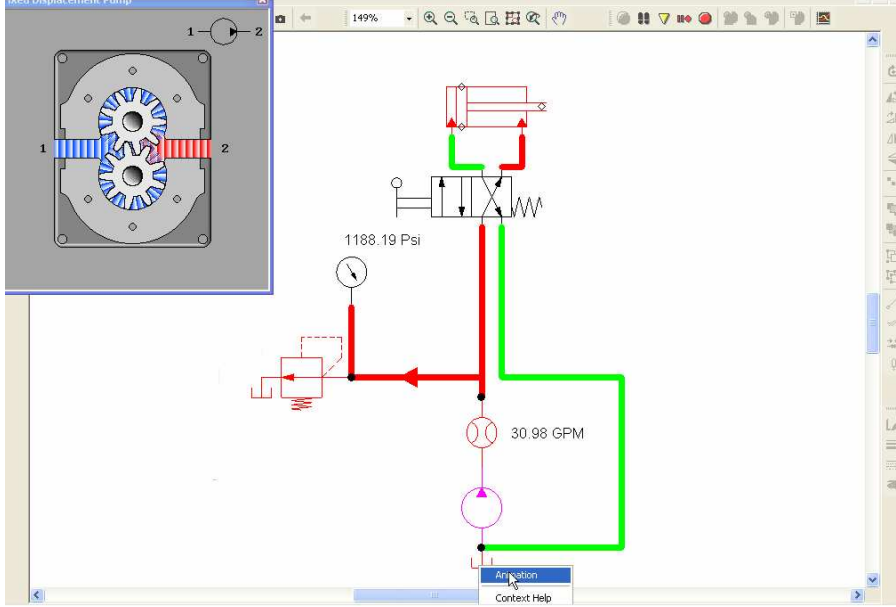 ixed Displacement Pump
149%
1
2
1
2
1188.19 Psi
30.98 GPM
Animation
Context Help